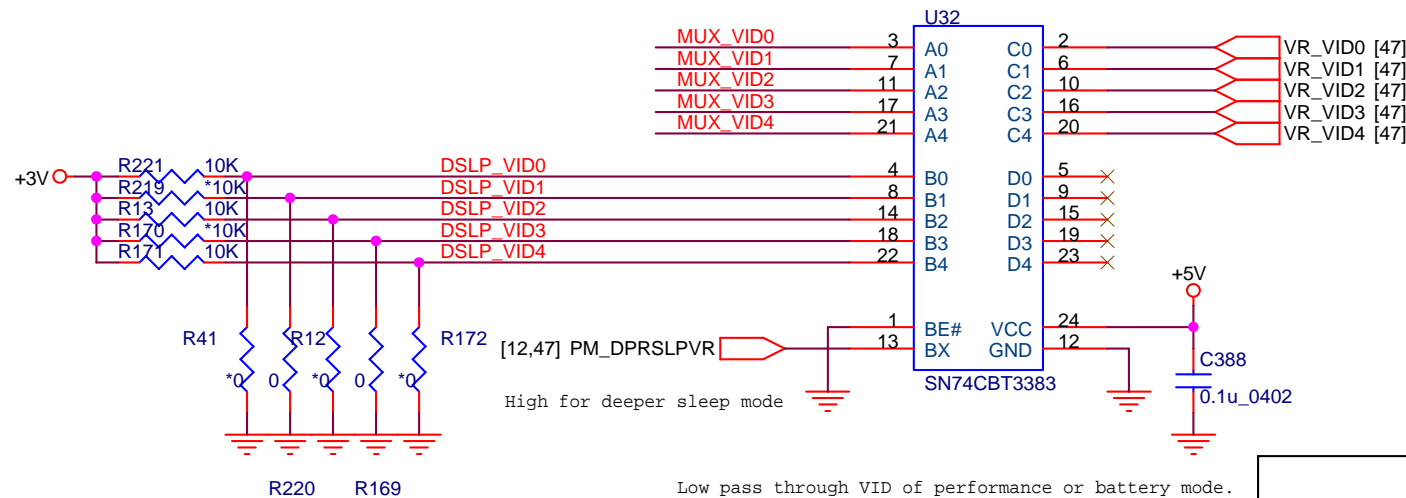 U32
MUX_VID0 3 A0 C0 2 VR_VID0 [47]
MUX_VID1 7 A1 C1 6 VR_VID1 [47]
MUX_VID2 11 A2 C2 10 VR_VID2 [47]
MUX_VID3 17 A3 C3 16 VR_VID3 [47]
MUX_VID4 21 A4 C4 20 VR_VID4 [47]
+3V R221 10K DSLP_VID0 4 B0 D0 5
R219 *10K DSLP_VID1 8 B1 D1 9
R13 10K DSLP_VID2 14 B2 D2 15
R170 *10K DSLP_VID3 18 B3 D3 19
R171 10K DSLP_VID4 22 B4 D4 23
+5V
1 BE# VCC 24
R41 R12 R172 [12,47] PM_DPRSLPVR 13 BX GND 12
C388
*0 0 *0 0 *0 SN74CBT3383
0.1u_0402
High for deeper sleep mode
R220 R169 Low pass through VID of performance or battery mode.